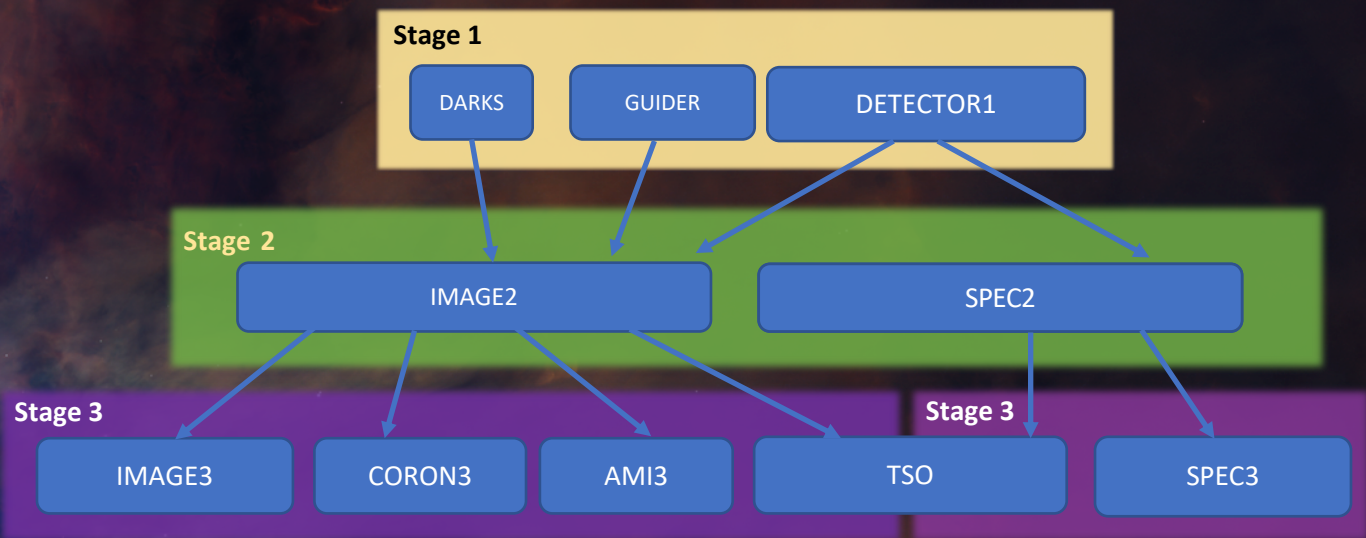 Stage 1
DARKS
GUIDER
DETECTOR1
Stage 2
IMAGE2
SPEC2
Stage 3
Stage 3
IMAGE3
CORON3
AMI3
TSO
SPEC3